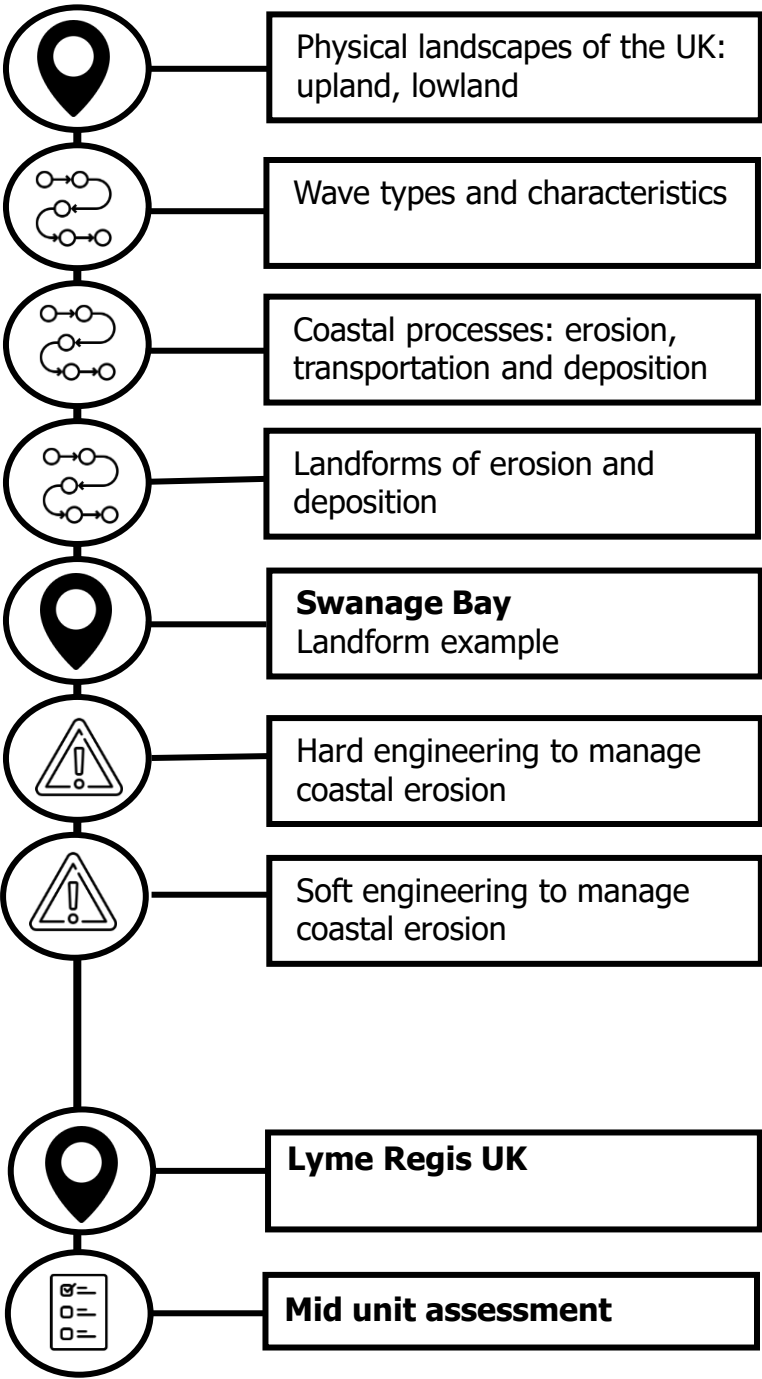 Physical landscapes of the UK:
upland, lowland
Wave types and characteristics
Coastal processes: erosion,
transportation and deposition
Landforms of erosion and
deposition
Swanage Bay
Landform example
Hard engineering to manage
coastal erosion
Soft engineering to manage
coastal erosion
Lyme Regis UK
Mid unit assessment